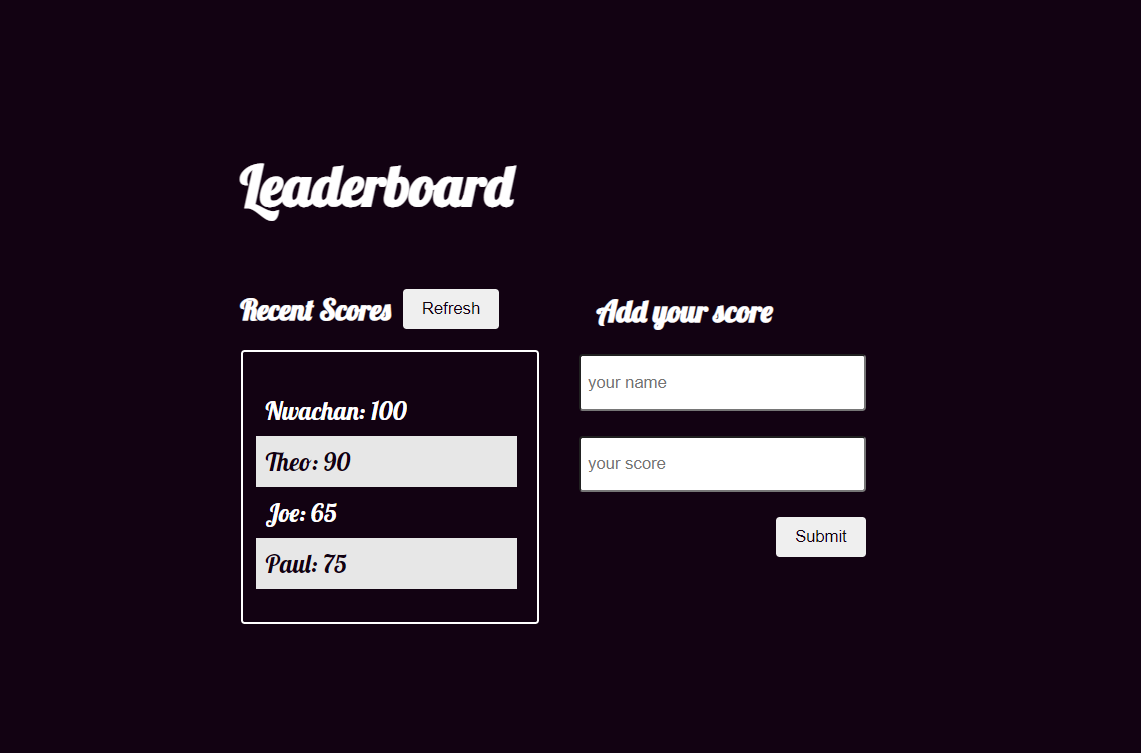 Leaderboard
Recent Scores
Refresh
Nwachan: 100
Theo: 90
Joe: 65
Paul: 75
Add your score
your name
your score
Submit